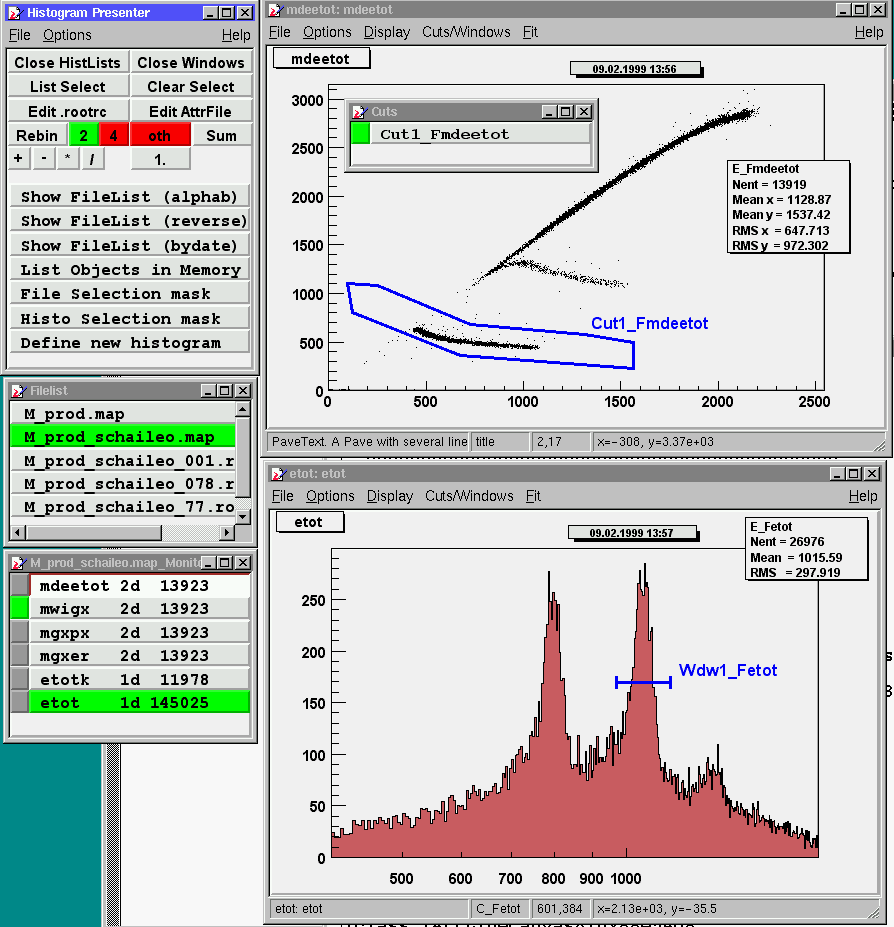 Histogram Presenter
File Options Help
Close HistLists Close Windows
List Select Clear Select
Edit .rootrc Edit AttrFile
Rebin 2 4 oth Sum
+ - * / 1.
Show FileList (alphab)
Show FileList (reverse)
Show FileList (bydate)
List Objects in Memory
File Selection mask
Histo Selection mask
Define new histogram
Filelist
M_prod.map
M_prod_schaileo.map
M_prod_schaileo_001.r
M_prod_schaileo_078.r
M_prod_schaileo_77.ro
M_prod_schaileo.map_Monito
mdeetot 2d 13923
mwigx 2d 13923
mgxpx 2d 13923
mgxer 2d 13923
etotk 1d 11978
etot 1d 145025
mdeetot: mdeetot
File Options Display Cuts/Windows Fit Help
mdeetot
09.02.1999 13:56
Cuts
Cut1_Fmdeetot
E_Fmdeetot
Nent = 13919
Mean x = 1128.87
Mean y = 1537.42
RMS x = 647.713
RMS y = 972.302
Cut1_Fmdeetot
3000
2500
2000
1500
1000
500
0
0 500 1000 1500 2000 2500
PaveText. A Pave with several line title 2,17 x=-308, y=3.37e+03
etot: etot
File Options Display Cuts/Windows Fit Help
etot
09.02.1999 13:57
E_Fetot
Nent = 26976
Mean = 1015.59
RMS = 297.919
Wdw1_Fetot
250
200
150
100
50
0
500 600 700 800 900 1000
etot: etot C_Fetot 601,384 x=2.13e+03, y=-35.5